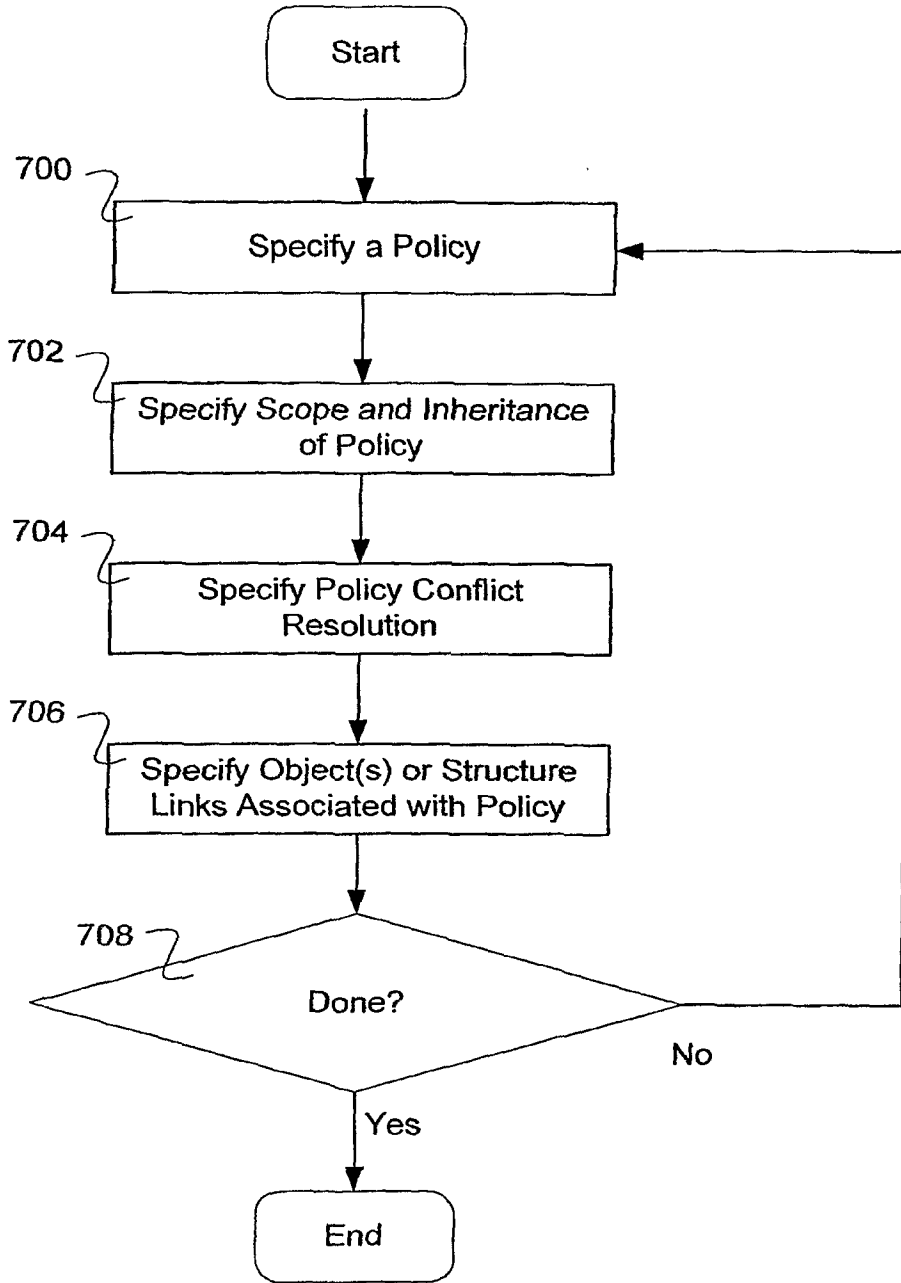 Start
700
Specify a Policy
702
Specify Scope and Inheritance
of Policy
704
Specify Policy Conflict
Resolution
706
Specify Object(s) or Structure
Links Associated with Policy
708
Done?
No
Yes
End